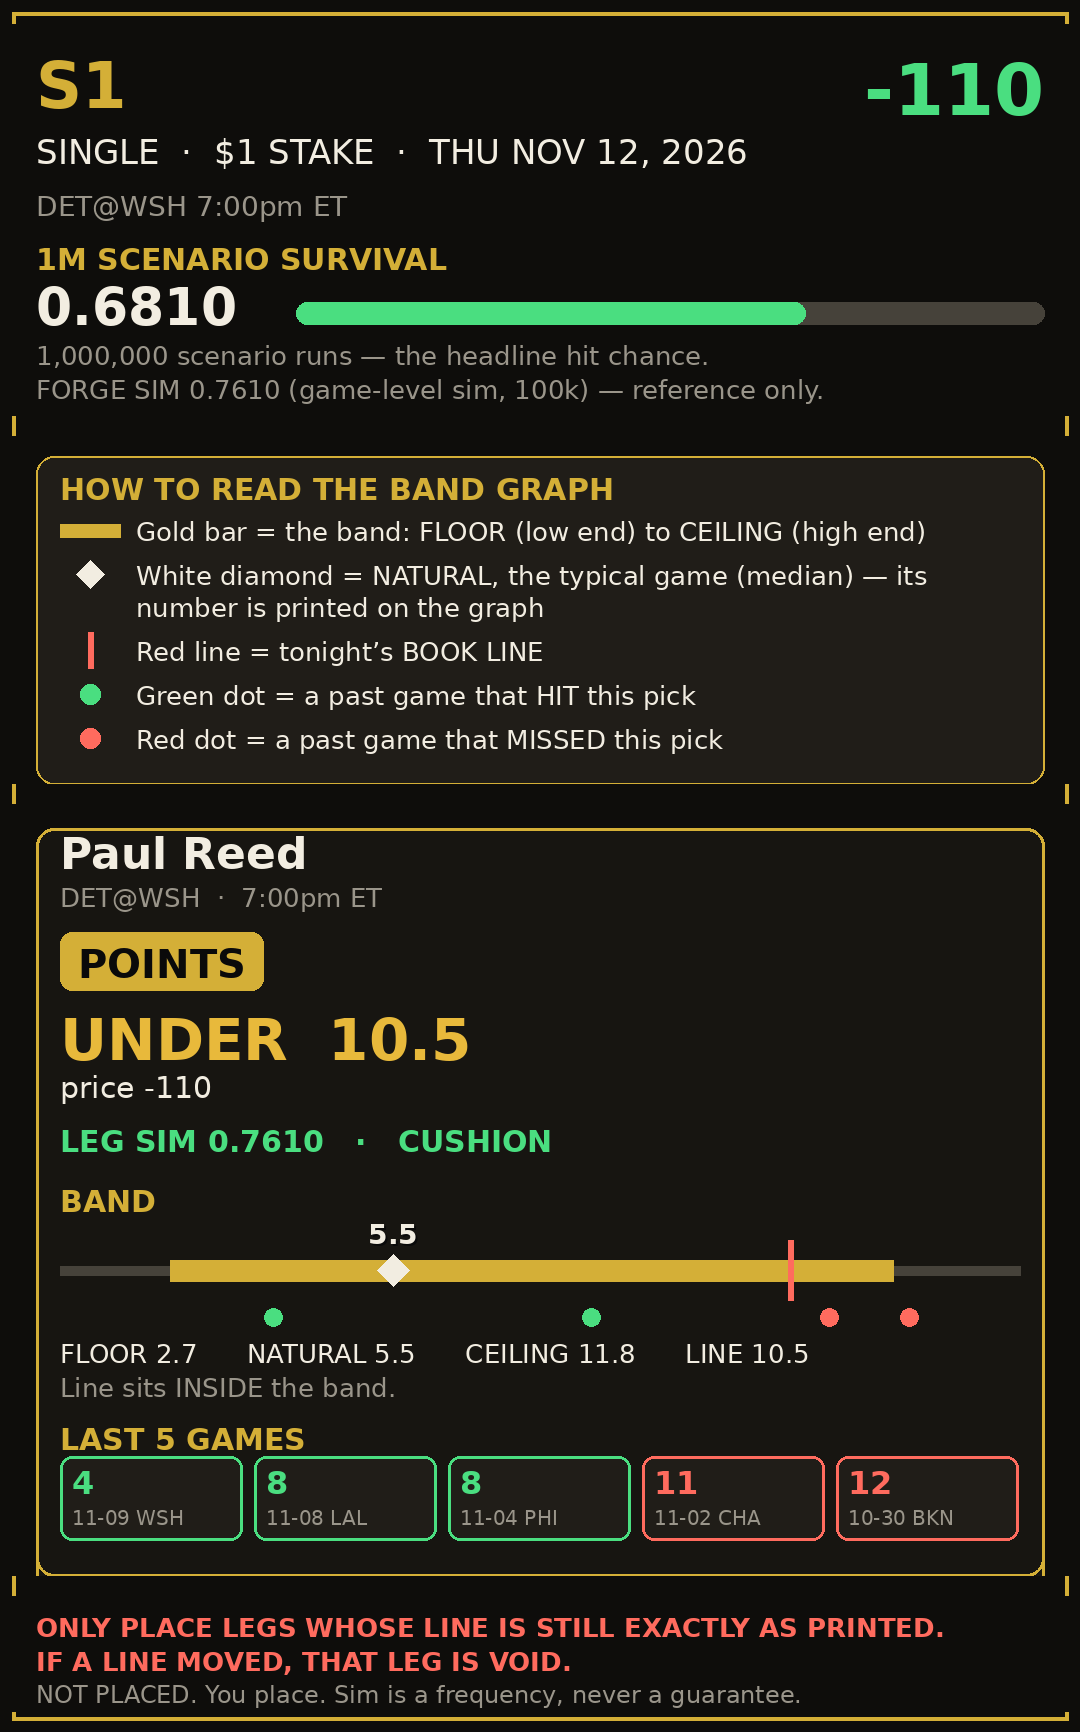 S1
-110
SINGLE · $1 STAKE · THU NOV 12, 2026
DET@WSH 7:00pm ET
1M SCENARIO SURVIVAL
0.6810
1,000,000 scenario runs — the headline hit chance.
FORGE SIM 0.7610 (game-level sim, 100k) — reference only.
HOW TO READ THE BAND GRAPH
Gold bar = the band: FLOOR (low end) to CEILING (high end)
White diamond = NATURAL, the typical game (median) — its
number is printed on the graph
Red line = tonight’s BOOK LINE
Green dot = a past game that HIT this pick
Red dot = a past game that MISSED this pick
Paul Reed
DET@WSH · 7:00pm ET
POINTS
UNDER 10.5
price -110
LEG SIM 0.7610 · CUSHION
BAND
5.5
FLOOR 2.7 NATURAL 5.5 CEILING 11.8 LINE 10.5
Line sits INSIDE the band.
LAST 5 GAMES
4 8 8 11 12
11-09 WSH 11-08 LAL 11-04 PHI 11-02 CHA 10-30 BKN
ONLY PLACE LEGS WHOSE LINE IS STILL EXACTLY AS PRINTED.
IF A LINE MOVED, THAT LEG IS VOID.
NOT PLACED. You place. Sim is a frequency, never a guarantee.